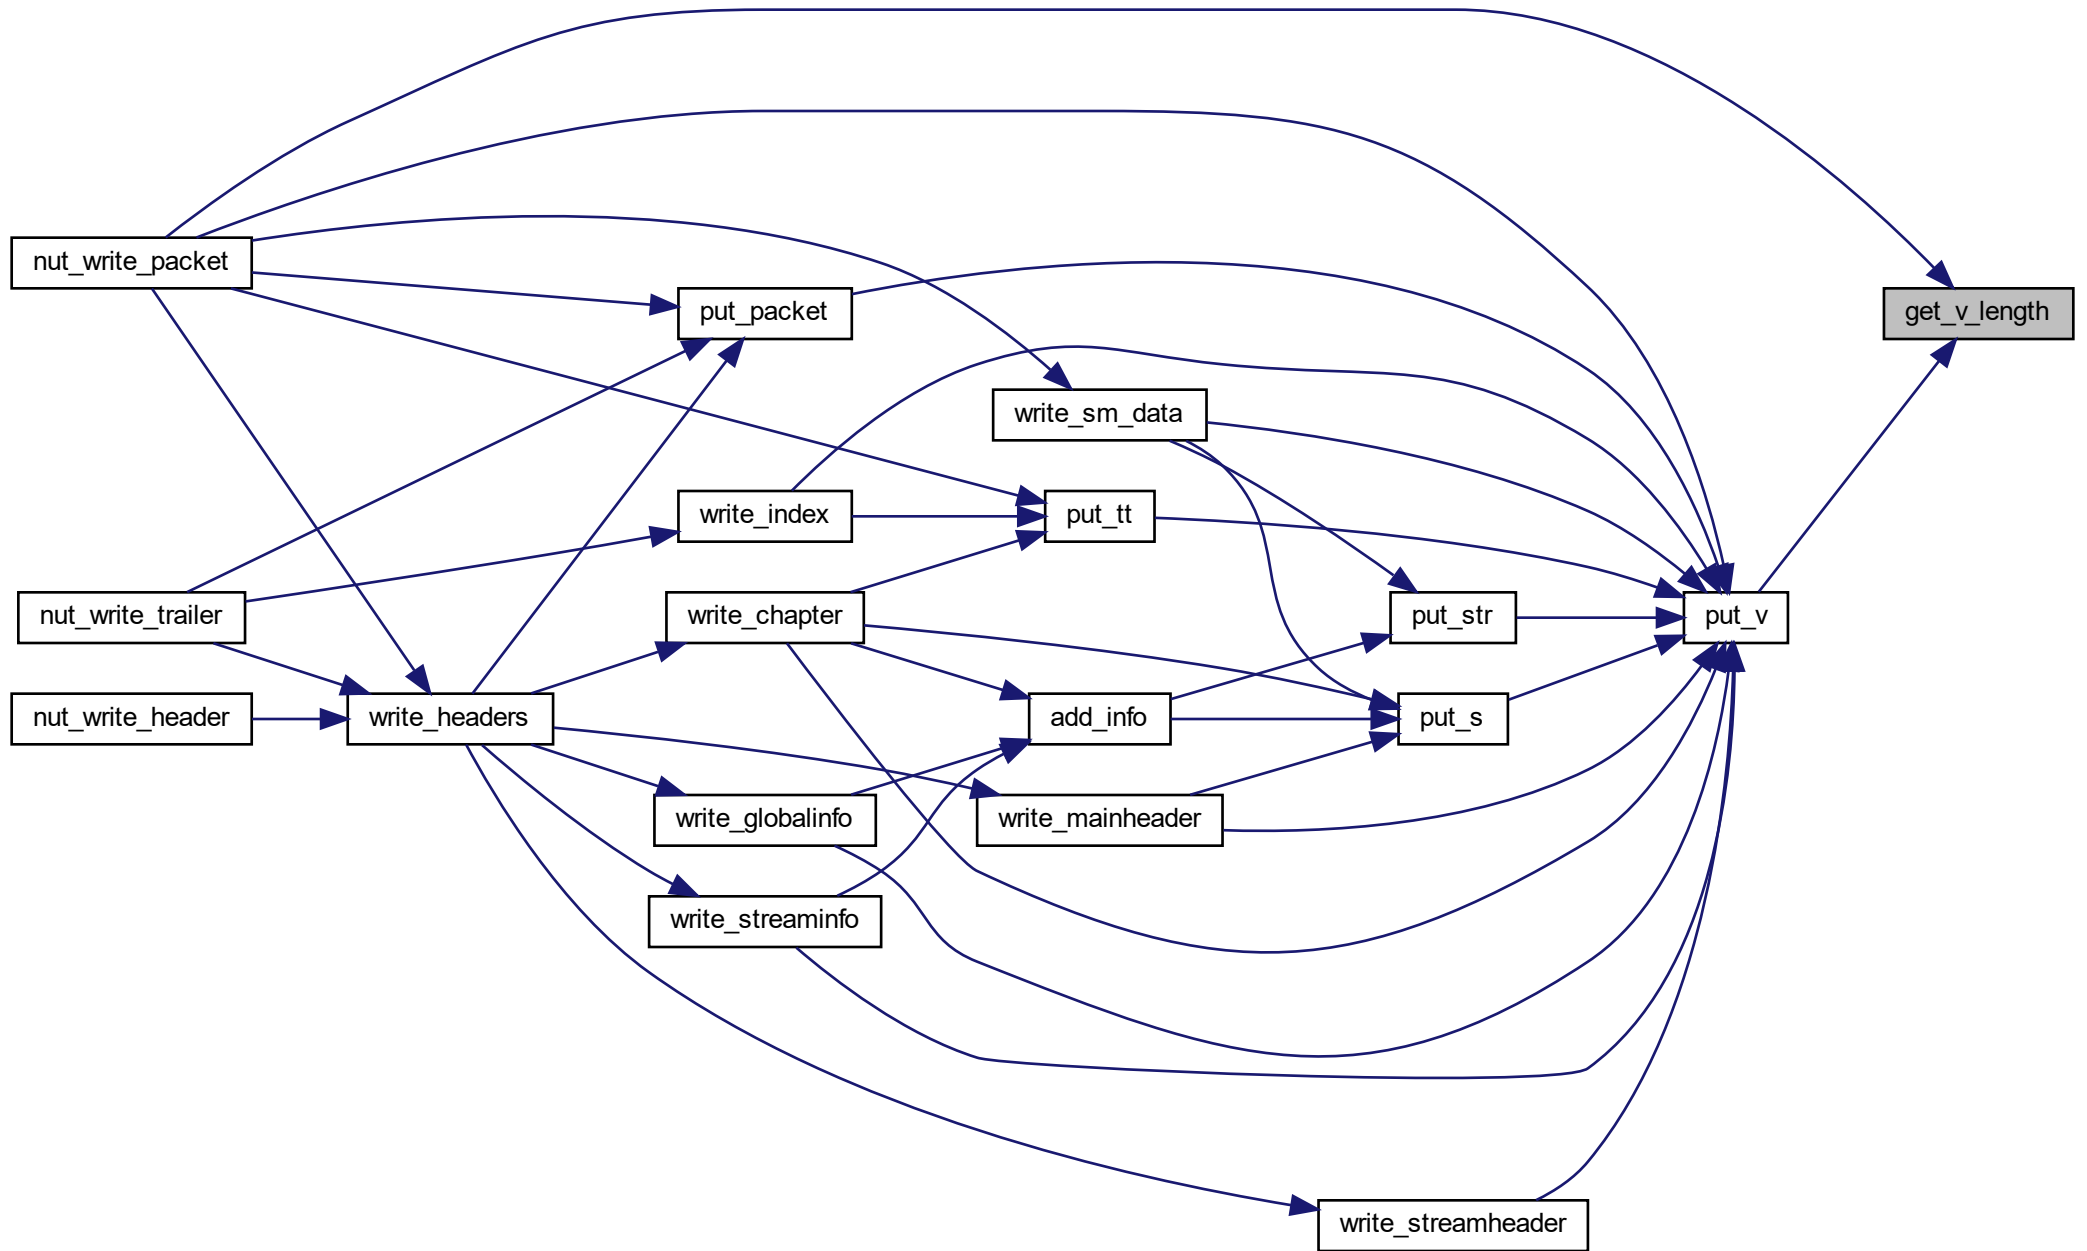 nut_write_packet
put_packet
get_v_length
write_sm_data
write_index
put_tt
nut_write_trailer
write_chapter
put_str
put_v
nut_write_header
write_headers
add_info
put_s
write_globalinfo
write_mainheader
write_streaminfo
write_streamheader